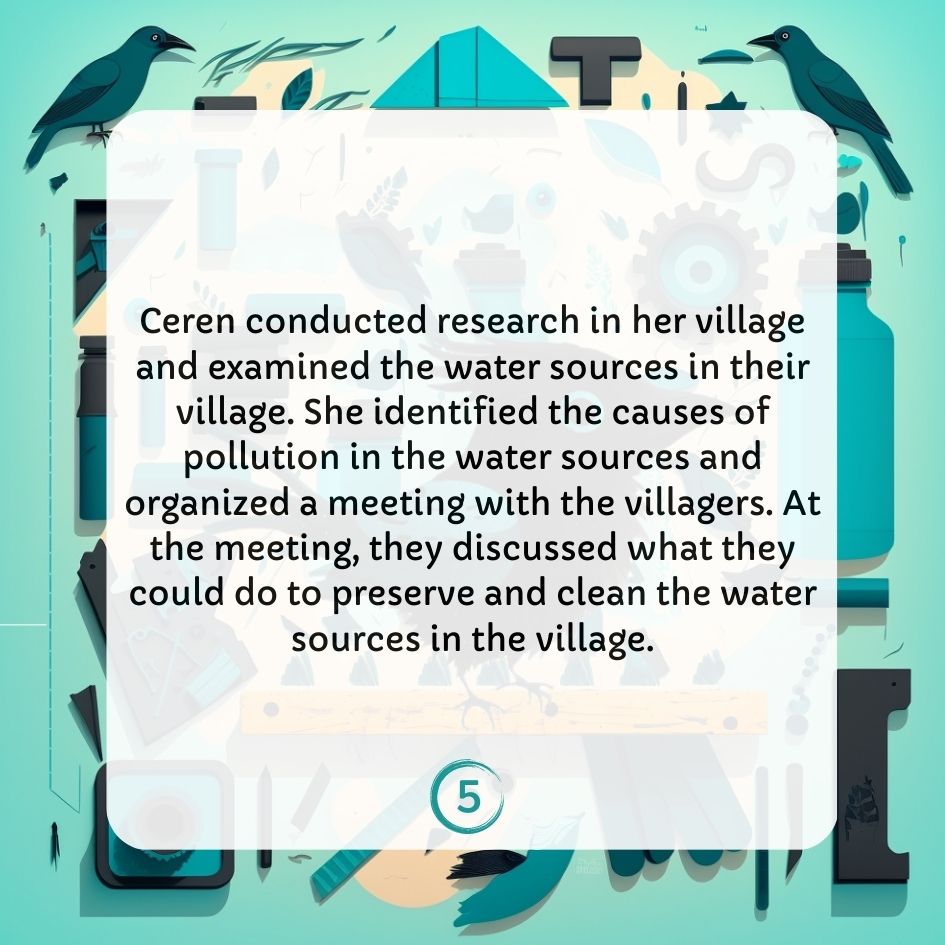 Ceren conducted research in her village
and examined the water sources in their
village. She identified the causes of
pollution in the water sources and
organized a meeting with the villagers. At
the meeting, they discussed what they
could do to preserve and clean the water
sources in the village.
5